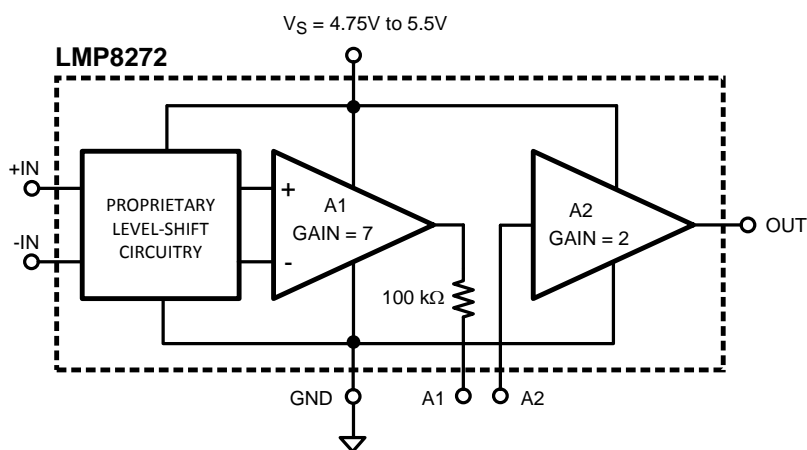 V_S = 4.75V to 5.5V
LMP8272
+IN
-IN
PROPRIETARY
LEVEL-SHIFT
CIRCUITRY
+
-
A1
GAIN = 7
A2
GAIN = 2
OUT
100 kΩ
GND
A1
A2